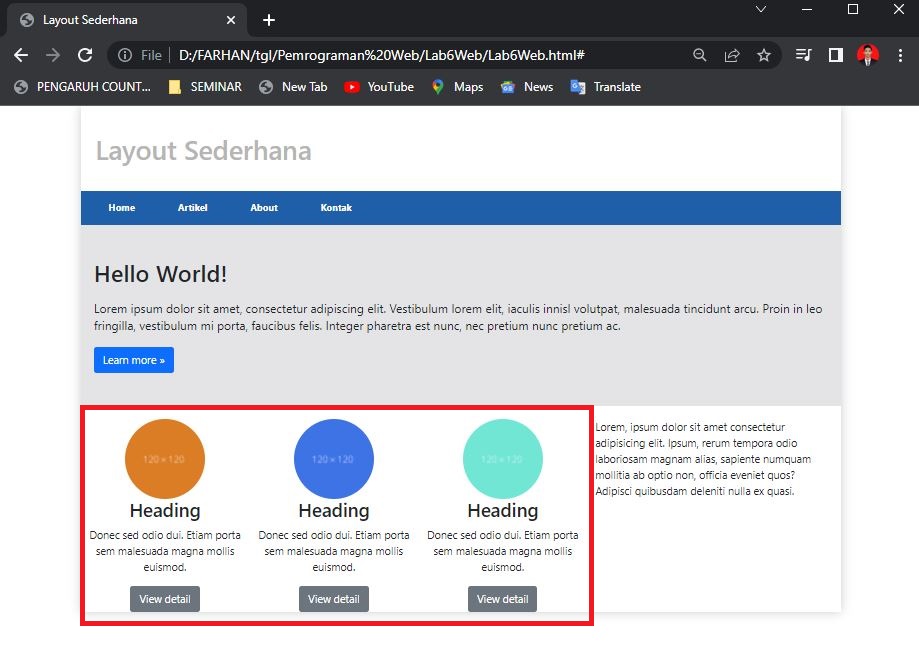 Layout Sederhana
File D:/FARHAN/tgl/Pemrograman%20Web/Lab6Web/Lab6Web.html#
PENGARUH COUNT... SEMINAR New Tab YouTube Maps News Translate
Layout Sederhana
Home Artikel About Kontak
Hello World!
Lorem ipsum dolor sit amet, consectetur adipiscing elit. Vestibulum lorem elit, iaculis innisl volutpat, malesuada tincidunt arcu. Proin in leo
fringilla, vestibulum mi porta, faucibus felis. Integer pharetra est nunc, nec pretium nunc pretium ac.
Learn more »
120 × 120
Heading
Donec sed odio dui. Etiam porta
sem malesuada magna mollis
euismod.
View detail
120 × 120
Heading
Donec sed odio dui. Etiam porta
sem malesuada magna mollis
euismod.
View detail
120 × 120
Heading
Donec sed odio dui. Etiam porta
sem malesuada magna mollis
euismod.
View detail
Lorem, ipsum dolor sit amet consectetur
adipisicing elit. Ipsum, rerum tempora odio
laboriosam magnam alias, sapiente numquam
mollitia ab optio non, officia eveniet quos?
Adipisci quibusdam deleniti nulla ex quasi.